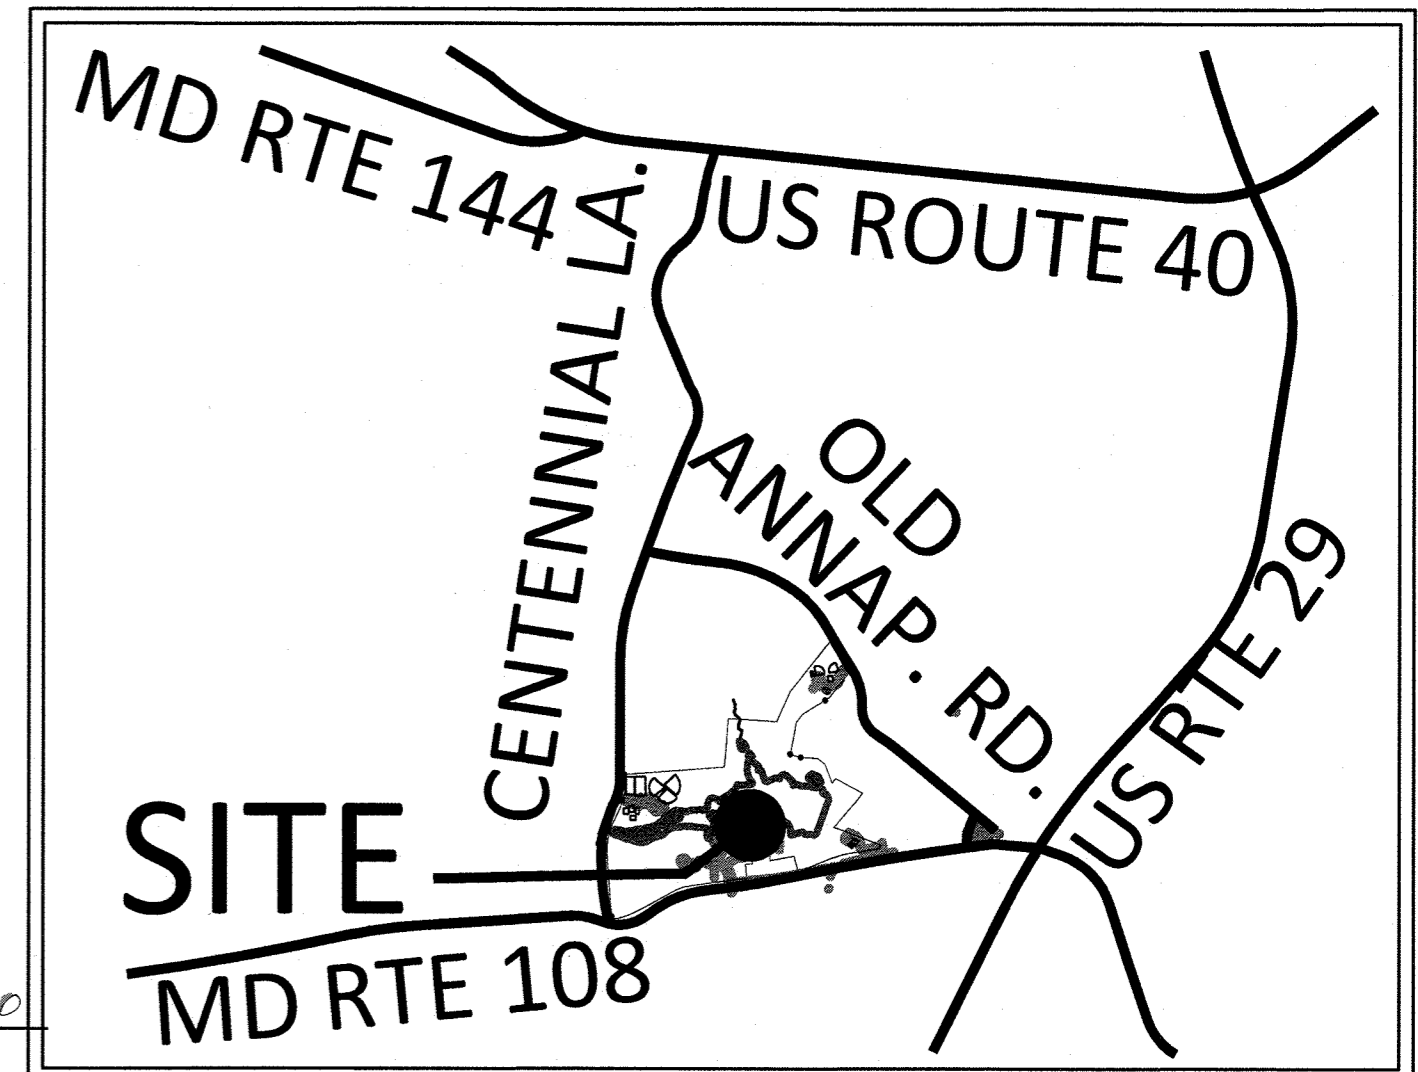 MD RTE 144
US ROUTE 40
CENTENNIAL LA.
OLD
ANNAP. RD.
US RTE 29
SITE
MD RTE 108